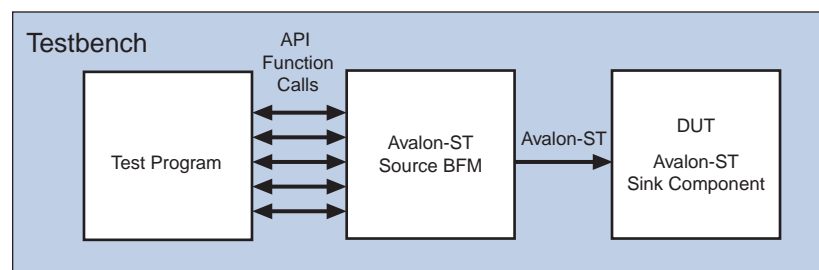 Testbench
API
Function
Calls
Test Program
Avalon-ST
Source BFM
Avalon-ST
DUT
Avalon-ST
Sink Component